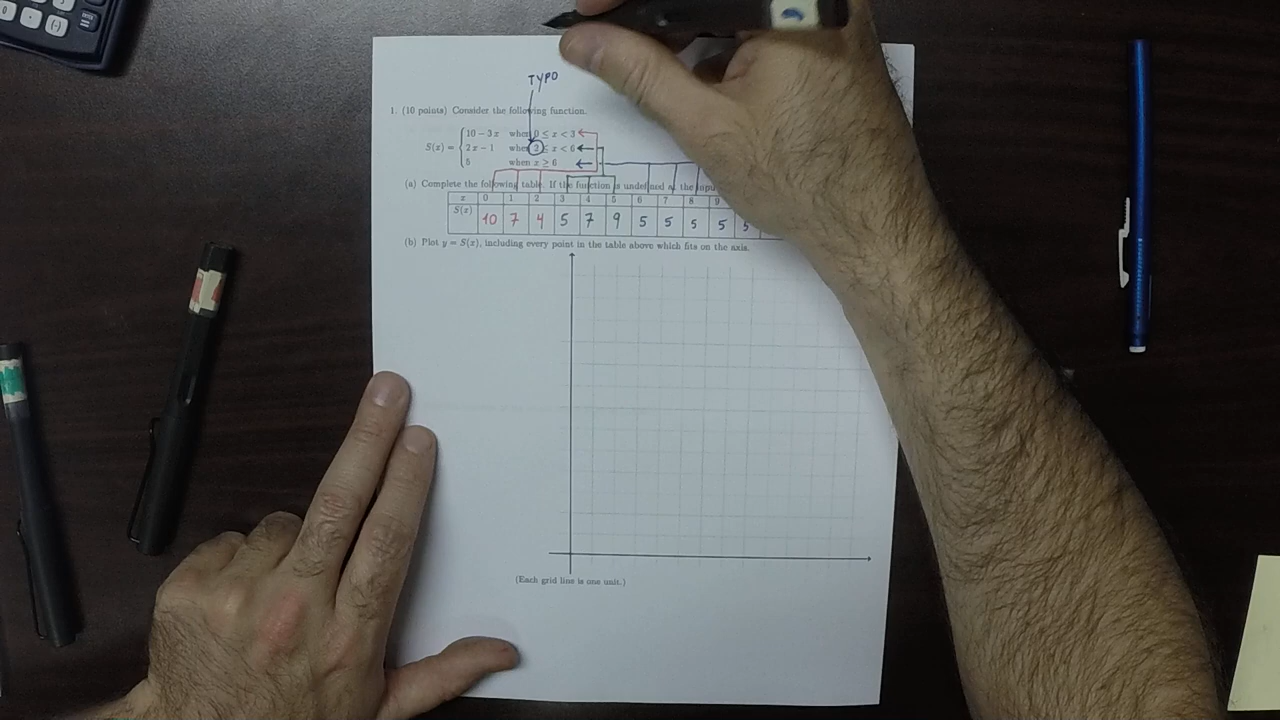 TYPO
1. (10 points) Consider the following function.
S(x) = { 10 − 3x when 0 ≤ x < 3
2x − 1 when 3 ≤ x < 6
5 when x ≥ 6
(a) Complete the following table. If the function is undefined at the inpu
x 0 1 2 3 4 5 6 7 8 9
S(x) 10 7 4 5 7 9 5 5 5 5 5
(b) Plot y = S(x), including every point in the table above which fits on the axis.
(Each grid line is one unit.)